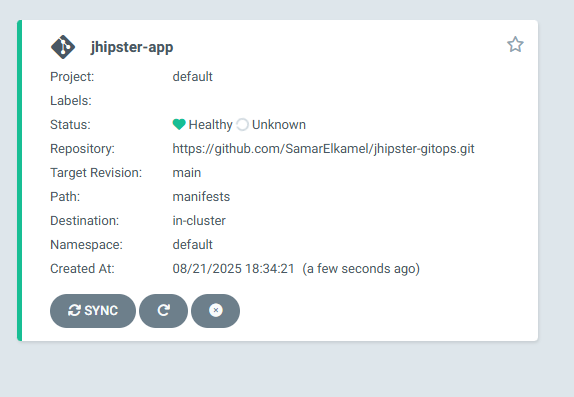 jhipster-app
Project: default
Labels:
Status: Healthy Unknown
Repository: https://github.com/SamarElkamel/jhipster-gitops.git
Target Revision: main
Path: manifests
Destination: in-cluster
Namespace: default
Created At: 08/21/2025 18:34:21 (a few seconds ago)
SYNC